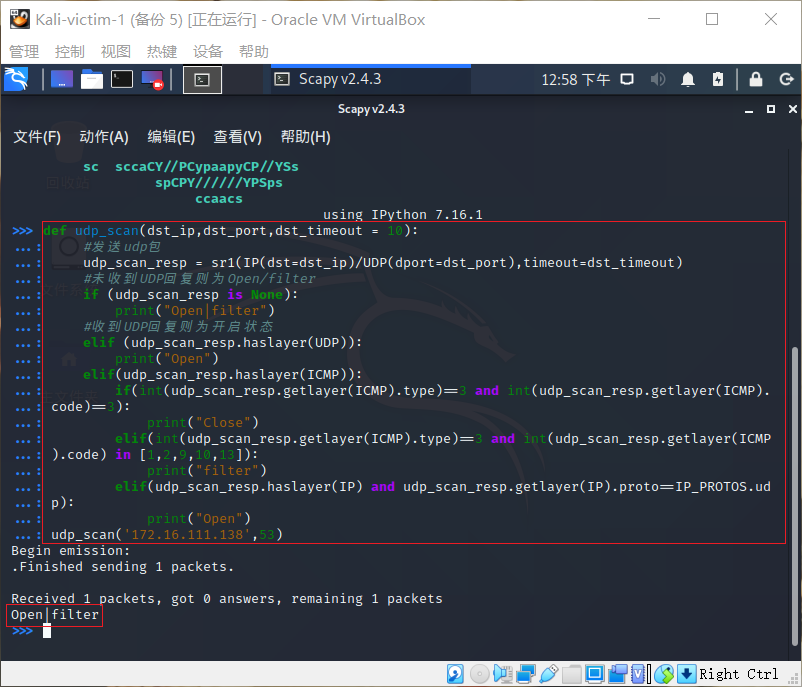 Kali-victim-1 (备份 5) [正在运行] - Oracle VM VirtualBox
管理 控制 视图 热键 设备 帮助
Scapy v2.4.3 12:58 下午
Scapy v2.4.3
文件(F) 动作(A) 编辑(E) 查看(V) 帮助(H)
sc  sccaCY//PCypaapyCP//YSs
spCPY//////YPSps
ccaacs
using IPython 7.16.1
>>> def udp_scan(dst_ip,dst_port,dst_timeout = 10):
...:     #发送udp包
...:     udp_scan_resp = sr1(IP(dst=dst_ip)/UDP(dport=dst_port),timeout=dst_timeout)
...:     #未收到UDP回复则为Open/filter
...:     if (udp_scan_resp is None):
...:         print("Open|filter")
...:     #收到UDP回复则为开启状态
...:     elif (udp_scan_resp.haslayer(UDP)):
...:         print("Open")
...:     elif(udp_scan_resp.haslayer(ICMP)):
...:         if(int(udp_scan_resp.getlayer(ICMP).type)==3 and int(udp_scan_resp.getlayer(ICMP).
...: code)==3):
...:             print("Close")
...:         elif(int(udp_scan_resp.getlayer(ICMP).type)==3 and int(udp_scan_resp.getlayer(ICMP
...: ).code) in [1,2,9,10,13]):
...:             print("filter")
...:         elif(udp_scan_resp.haslayer(IP) and udp_scan_resp.getlayer(IP).proto==IP_PROTOS.ud
...: p):
...:             print("Open")
...: udp_scan('172.16.111.138',53)
Begin emission:
.Finished sending 1 packets.
Received 1 packets, got 0 answers, remaining 1 packets
Open|filter
>>>
Right Ctrl